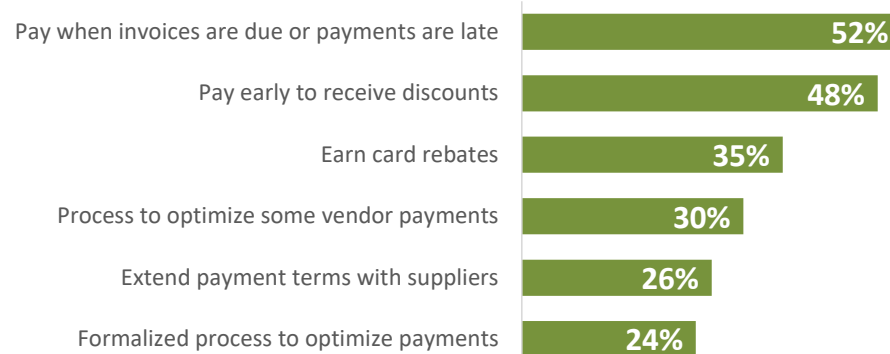 Pay when invoices are due or payments are late 52%
Pay early to receive discounts 48%
Earn card rebates 35%
Process to optimize some vendor payments 30%
Extend payment terms with suppliers 26%
Formalized process to optimize payments 24%